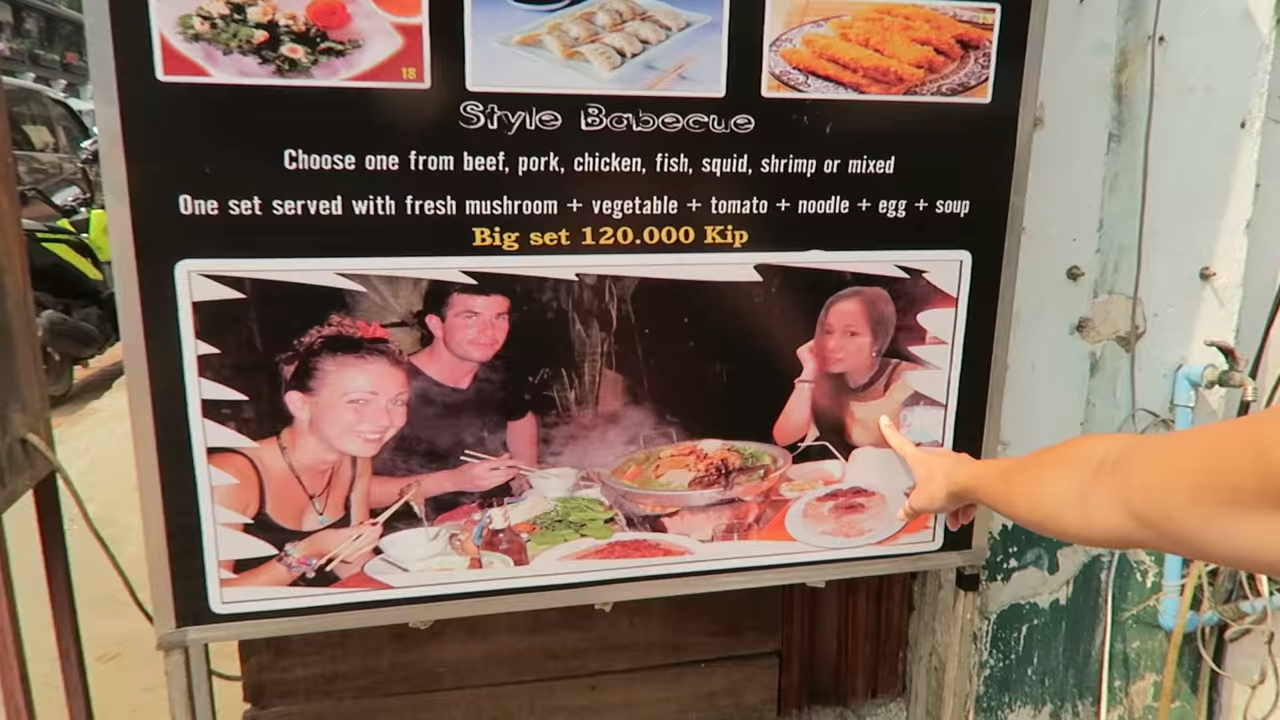 18
Style Babecue
Choose one from beef, pork, chicken, fish, squid, shrimp or mixed
One set served with fresh mushroom + vegetable + tomato + noodle + egg + soup
Big set 120.000 Kip